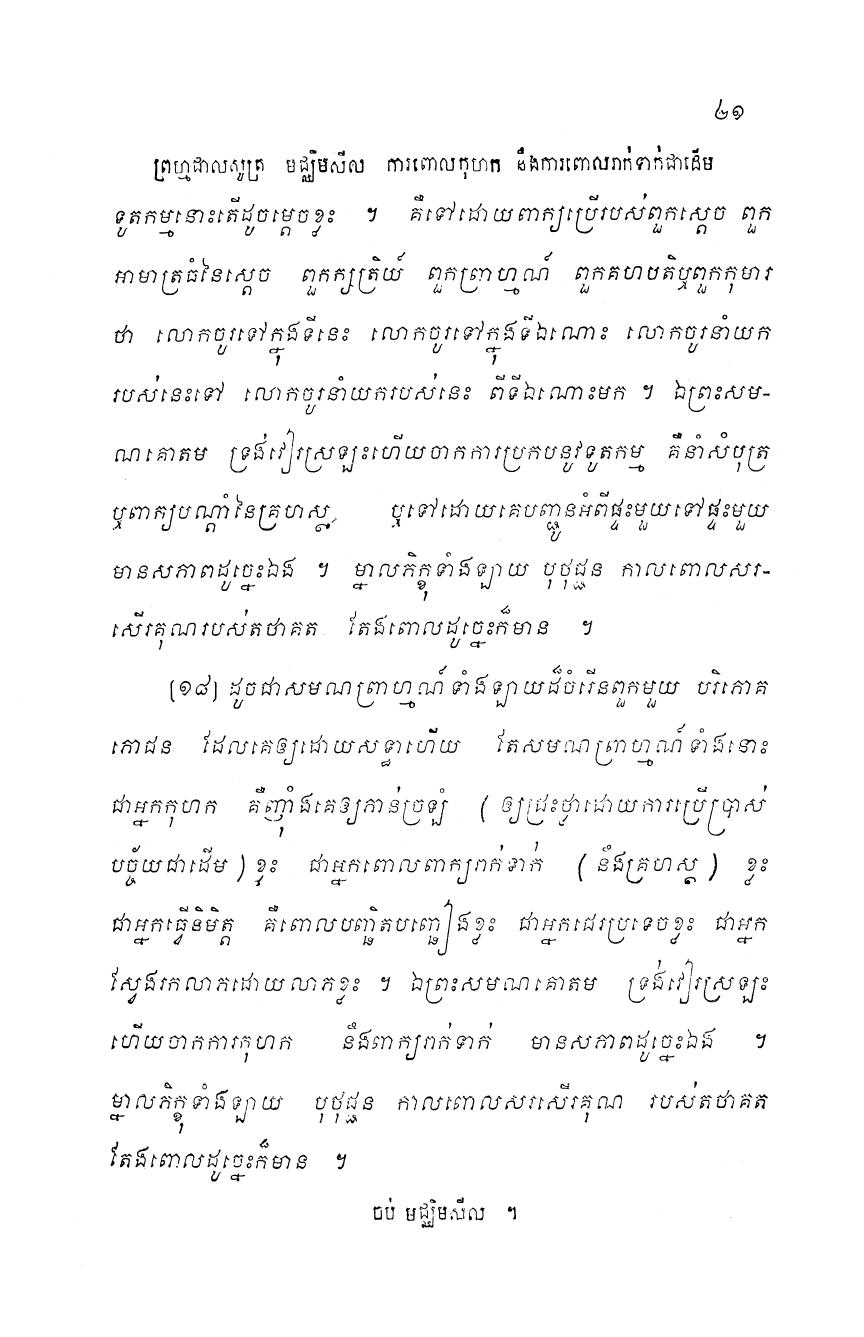 ២១
ព្រហ្មជាលសូត្រ មជ្ឈិមសីល ការពោលកុហក និងការពោលរាក់ទាក់ជាដើម
ទូតកម្មនោះតើដូចម្តេចខ្លះ ។ គឺទៅដោយពាក្យប្រើរបស់ពួកស្តេច ពួក
អាមាត្រធំនៃស្តេច ពួកក្សត្រិយ៍ ពួកព្រាហ្មណ៍ ពួកគហបតិឬពួកកុមារ
ថា លោកចូរទៅក្នុងទីនេះ លោកចូរទៅក្នុងទីឯណោះ លោកចូរនាំយក
របស់នេះទៅ លោកចូរនាំយករបស់នេះ ពីទីឯណោះមក ។ ឯព្រះសម-
ណគោតម ទ្រង់វៀរស្រឡះហើយចាកការប្រកបនូវទូតកម្ម គឺនាំសំបុត្រ
ឬពាក្យបណ្តាំនៃគ្រហស្ថ ឬទៅដោយគេបញ្ជូនអំពីផ្ទះមួយទៅផ្ទះមួយ
មានសភាពដូច្នេះឯង ។ ម្នាលភិក្ខុទាំងឡាយ បុថុជ្ជន កាលពោលសរ-
សើរគុណរបស់តថាគត តែងពោលដូច្នេះក៏មាន ។
[១៨] ដូចជាសមណព្រាហ្មណ៍ទាំងឡាយដ៏ចំរើនពួកមួយ បរិភោគ
ភោជន ដែលគេឲ្យដោយសទ្ធាហើយ តែសមណព្រាហ្មណ៍ទាំងនោះ
ជាអ្នកកុហក គឺញ៉ាំងគេឲ្យភាន់ច្រឡំ ( ឲ្យជ្រះថ្លាដោយការប្រើប្រាស់
បច្ច័យជាដើម ) ខ្លះ ជាអ្នកពោលពាក្យរាក់ទាក់ ( នឹងគ្រហស្ថ ) ខ្លះ
ជាអ្នកធ្វើនិមិត្ត គឺពោលបញ្ឆិតបញ្ឆៀងខ្លះ ជាអ្នកជេរប្រទេចខ្លះ ជាអ្នក
ស្វែងរកលាភដោយលាភខ្លះ ។ ឯព្រះសមណគោតម ទ្រង់វៀរស្រឡះ
ហើយចាកការកុហក នឹងពាក្យរាក់ទាក់ មានសភាពដូច្នេះឯង ។
ម្នាលភិក្ខុទាំងឡាយ បុថុជ្ជន កាលពោលសរសើរគុណ របស់តថាគត
តែងពោលដូច្នេះក៏មាន ។
ចប់ មជ្ឈិមសីល ។